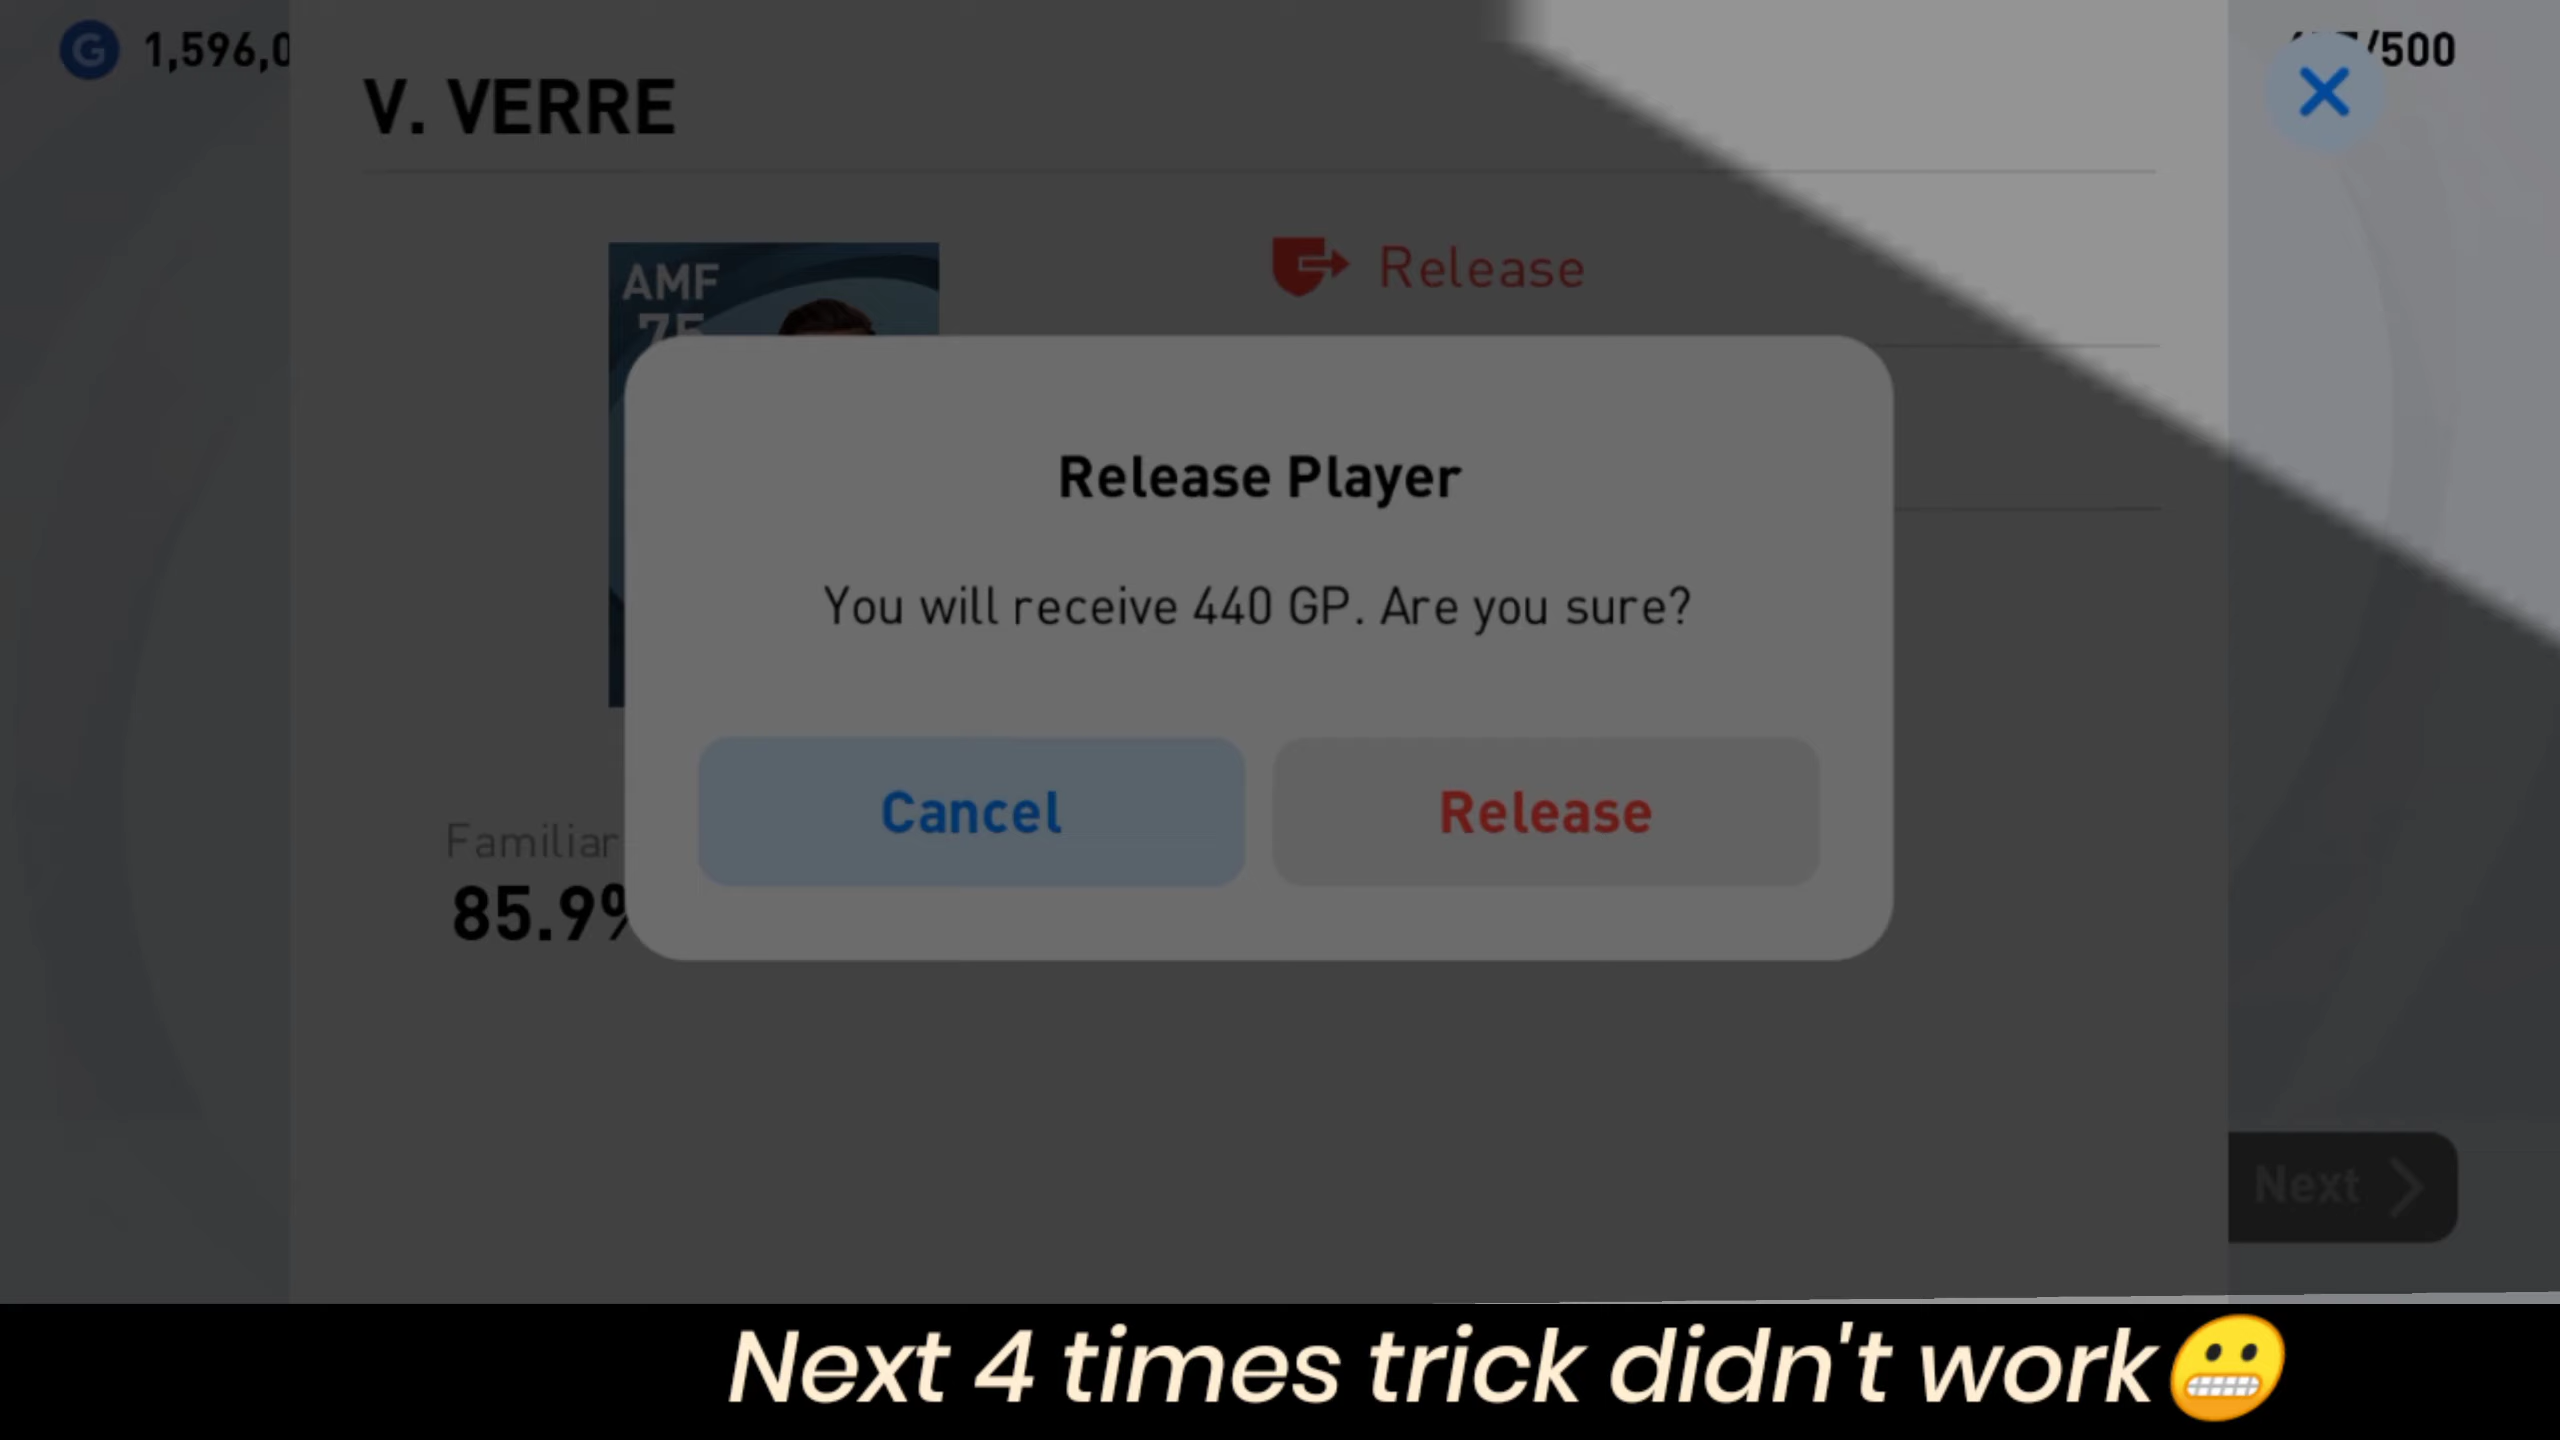 G 1,596,0
/500
V. VERRE
AMF
Release
Release Player
You will receive 440 GP. Are you sure?
Cancel
Release
Familiar
85.9%
Next
Next 4 times trick didn't work😬